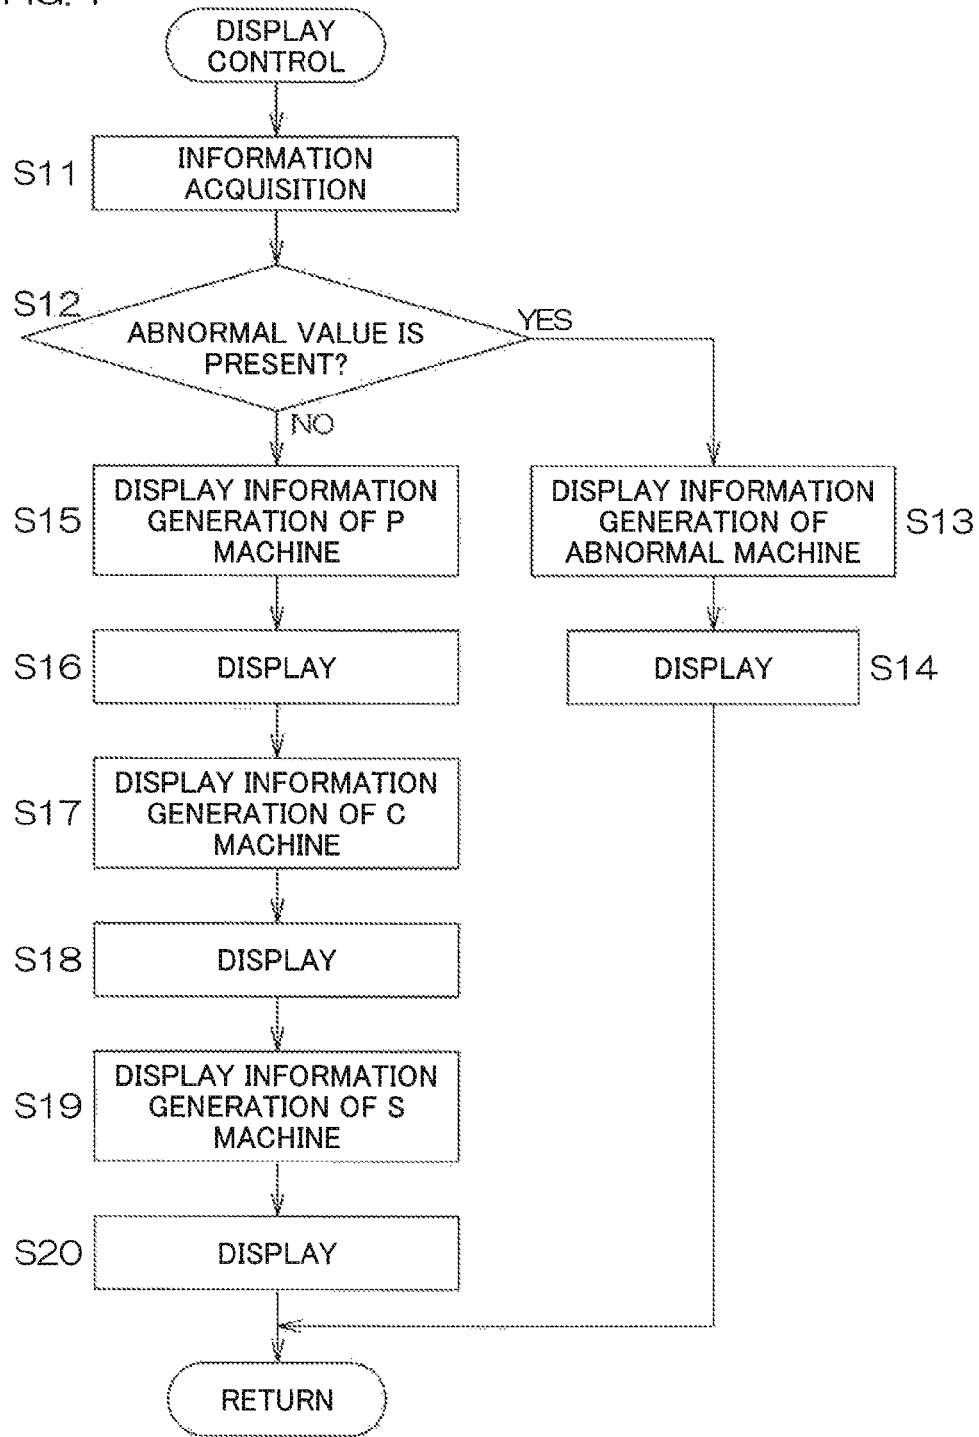 DISPLAY
CONTROL
S11
INFORMATION
ACQUISITION
S12
ABNORMAL VALUE IS
PRESENT?
YES
NO
S15
DISPLAY INFORMATION
GENERATION OF P
MACHINE
DISPLAY INFORMATION
GENERATION OF
ABNORMAL MACHINE
S13
S16
DISPLAY
DISPLAY
S14
S17
DISPLAY INFORMATION
GENERATION OF C
MACHINE
S18
DISPLAY
S19
DISPLAY INFORMATION
GENERATION OF S
MACHINE
S20
DISPLAY
RETURN